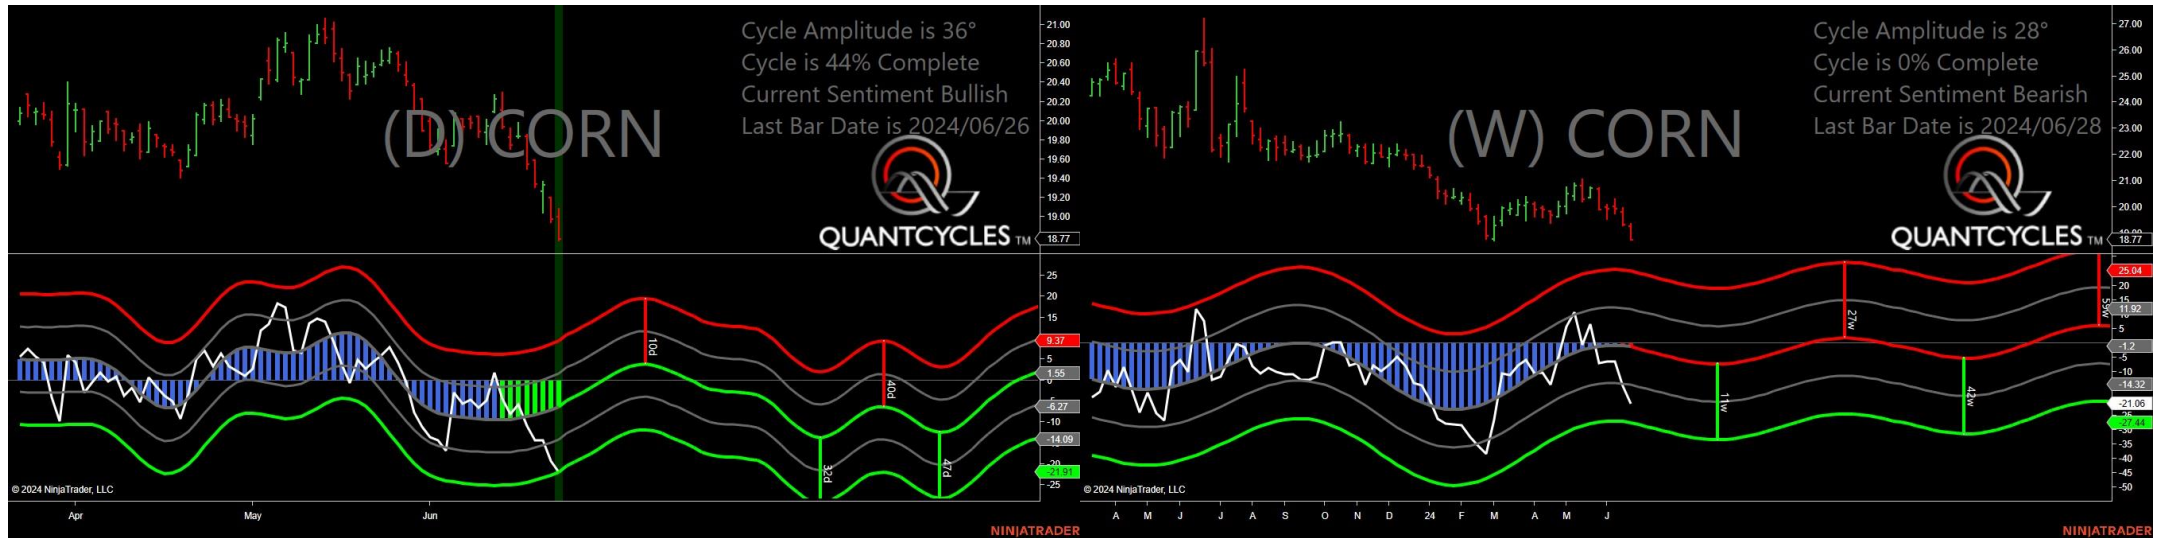 Cycle Amplitude is 36°
Cycle is 44% Complete
Current Sentiment Bullish
Last Bar Date is 2024/06/26
(D) CORN
QUANTCYCLES TM
21.00
20.80
20.60
20.40
20.20
20.00
19.80
19.60
19.40
19.20
19.00
18.77
25
20
15
9.37
5
1.55
0
-6.27
-10
-14.09
-20
-21.91
-25
10d
32d
40d
47d
© 2024 NinjaTrader, LLC
Apr
May
Jun
NINJATRADER
Cycle Amplitude is 28°
Cycle is 0% Complete
Current Sentiment Bearish
Last Bar Date is 2024/06/28
(W) CORN
QUANTCYCLES TM
27.00
26.00
25.00
24.00
23.00
22.00
21.00
20.00
18.77
25.04
20
15
11.92
5
-1.2
-5
-10
-14.32
-21.06
-27.44
-30
-35
-40
-45
-50
11w
27w
42w
59w
© 2024 NinjaTrader, LLC
A M J J A S O N D 24 F M A M J
NINJATRADER